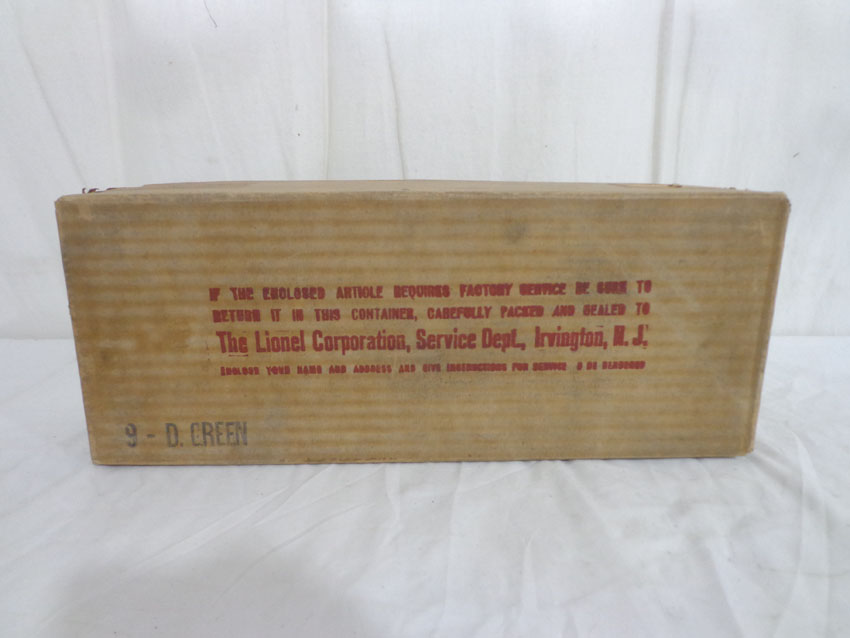 IF THE ENCLOSED ARTICLE REQUIRES FACTORY SERVICE BE SURE TO
RETURN IT IN THIS CONTAINER, CAREFULLY PACKED AND SEALED TO
The Lionel Corporation, Service Dept., Irvington, N. J.
ENCLOSE YOUR NAME AND ADDRESS AND GIVE INSTRUCTIONS FOR SERVICE
9 - D. GREEN